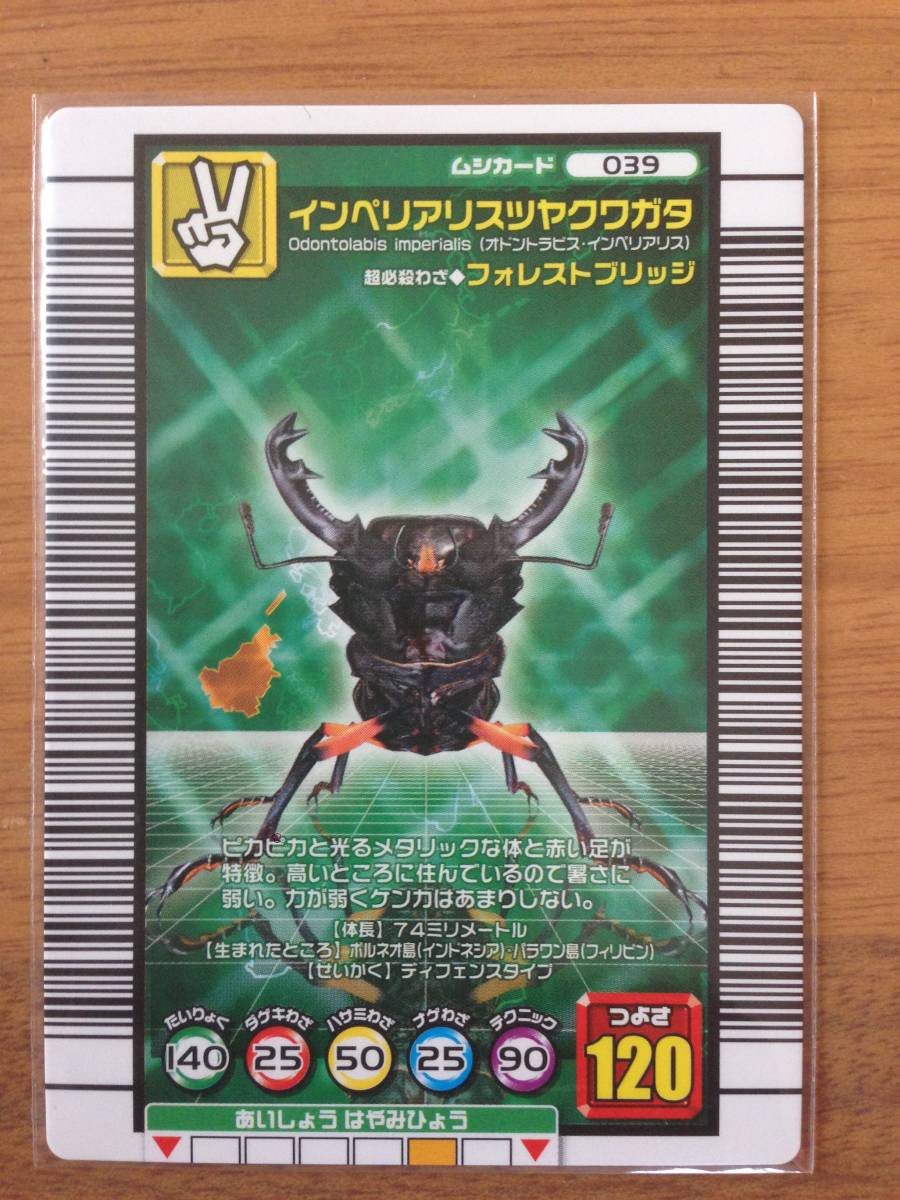 ムシカード 039
インペリアリスツヤクワガタ
Odontolabis imperialis (オドントラビス・インペリアリス)
超必殺わざ◆フォレストブリッジ
ピカピカと光るメタリックな体と赤い足が
特徴。高いところに住んでいるので暑さに
弱い。力が弱くケンカはあまりしない。
【体長】74ミリメートル
【生まれたところ】ボルネオ島(インドネシア)・パラワン島(フィリピン)
【せいかく】ディフェンスタイプ
たいりょく ダゲキわざ ハサミわざ ナゲわざ テクニック つよさ
140 25 50 25 90 120
あいしょう はやみひょう